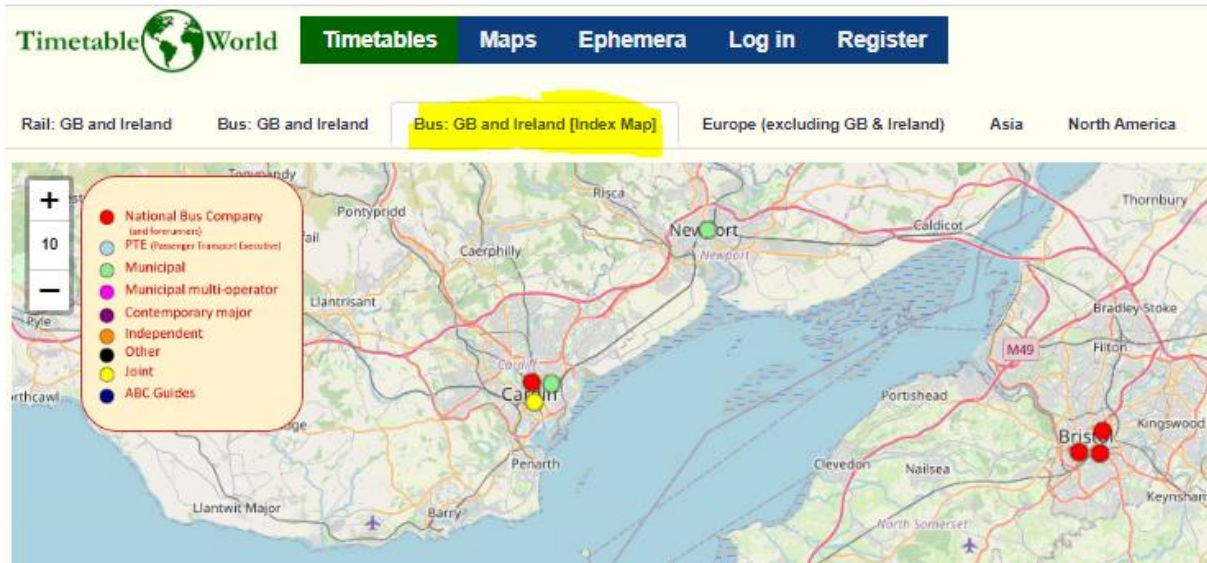 Timetable World
Timetables Maps Ephemera Log in Register
Rail: GB and Ireland Bus: GB and Ireland Bus: GB and Ireland [Index Map] Europe (excluding GB & Ireland) Asia North America
+
10
−
National Bus Company
(and forerunners)
PTE (Passenger Transport Executive)
Municipal
Municipal multi-operator
Contemporary major
Independent
Other
Joint
ABC Guides
Tonypandy
Pontypridd
Risca
Caerphilly
Newport
Newport
Caldicot
Thornbury
Llantrisant
Pyle
Bradley Stoke
M49
Filton
Cardiff
Cardiff
Portishead
Kingswood
Bristol
Penarth
Clevedon
Nailsea
Keynsham
Llantwit Major
Barry
North Somerset